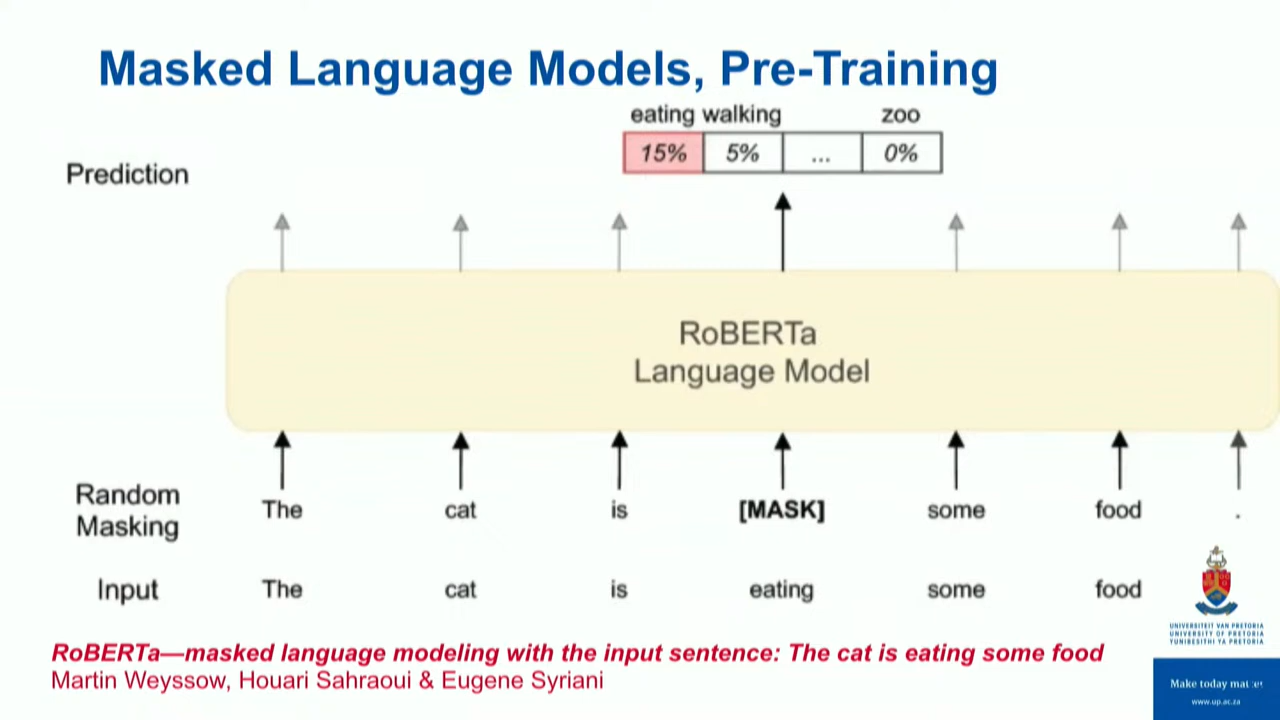 Masked Language Models, Pre-Training
eating walking zoo
15% 5% ... 0%
Prediction
RoBERTa
Language Model
Random
Masking
The cat is [MASK] some food .
Input The cat is eating some food
UNIVERSITEIT VAN PRETORIA
UNIVERSITY OF PRETORIA
YUNIBESITHI YA PRETORIA
RoBERTa—masked language modeling with the input sentence: The cat is eating some food
Martin Weyssow, Houari Sahraoui & Eugene Syriani
Make today matter
www.up.ac.za